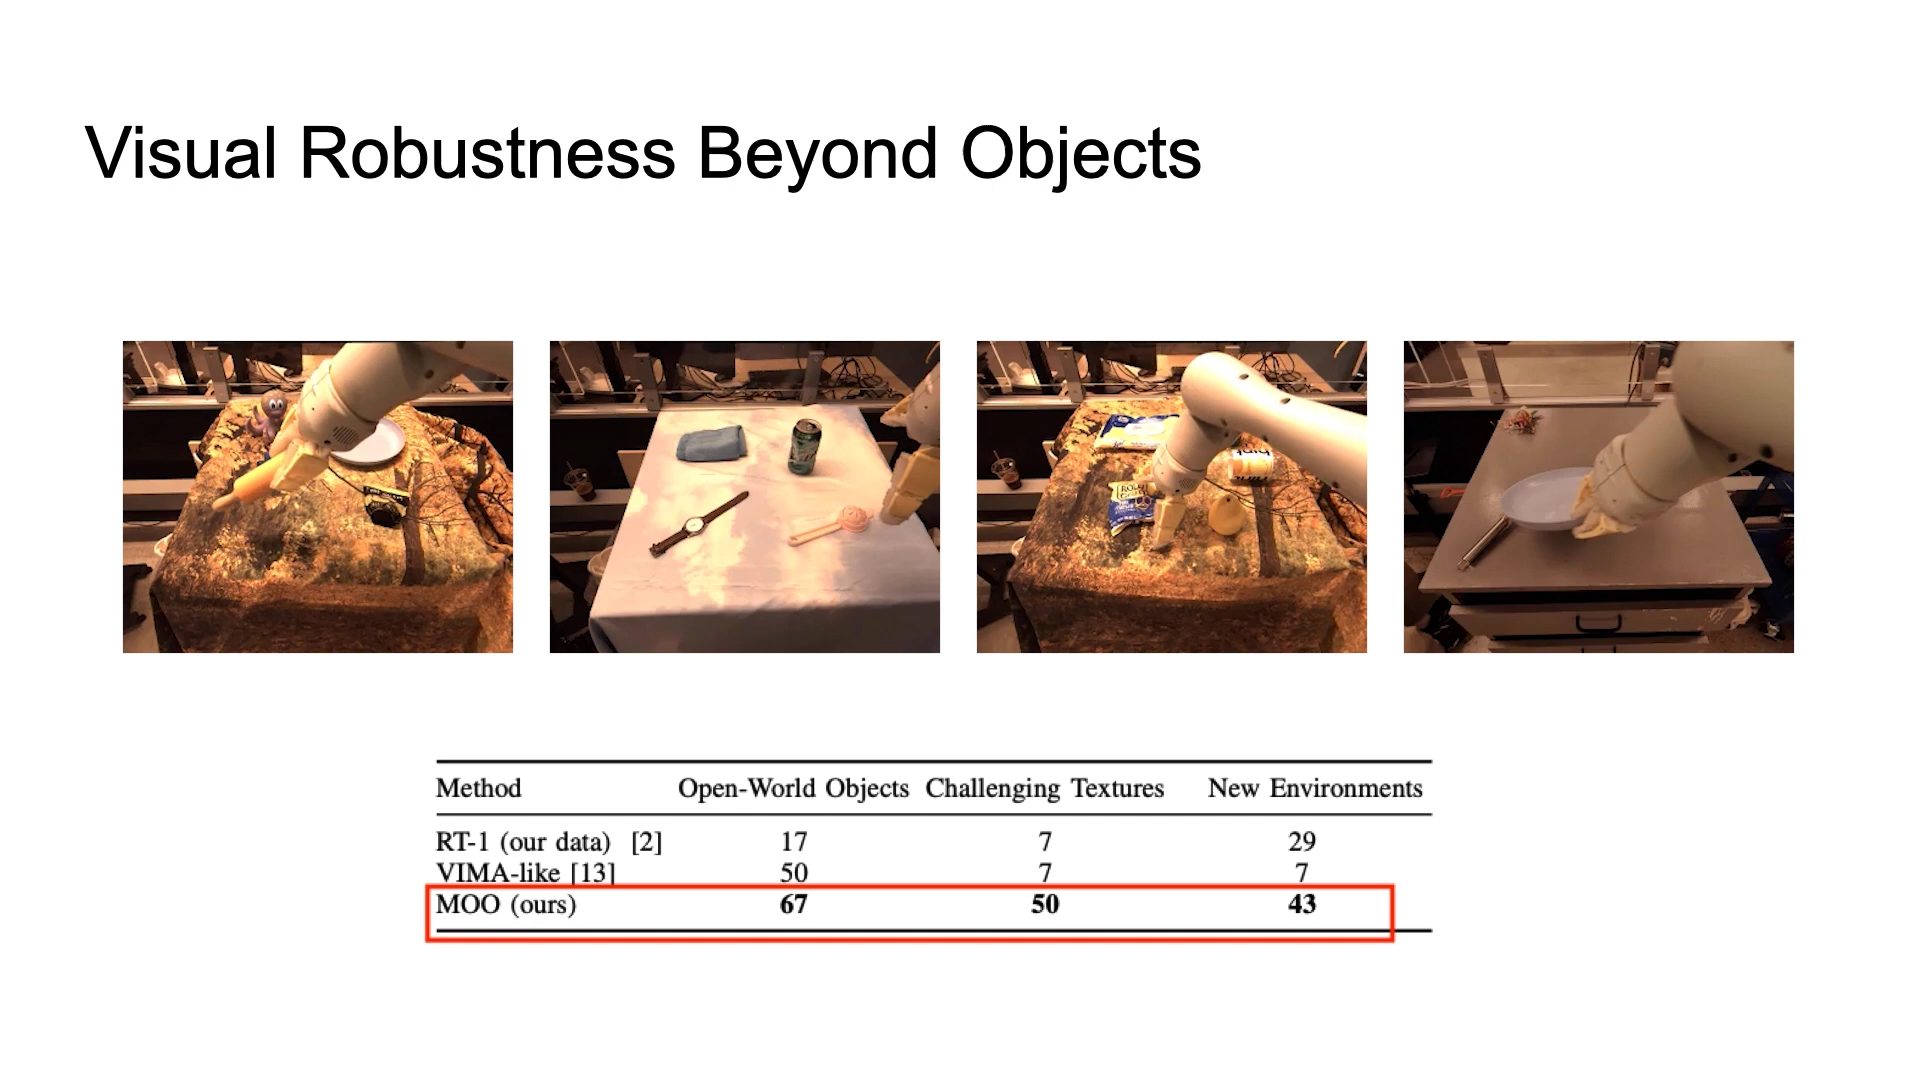 Visual Robustness Beyond Objects
Method Open-World Objects Challenging Textures New Environments
RT-1 (our data) [2] 17 7 29
VIMA-like [13] 50 7 7
MOO (ours) 67 50 43